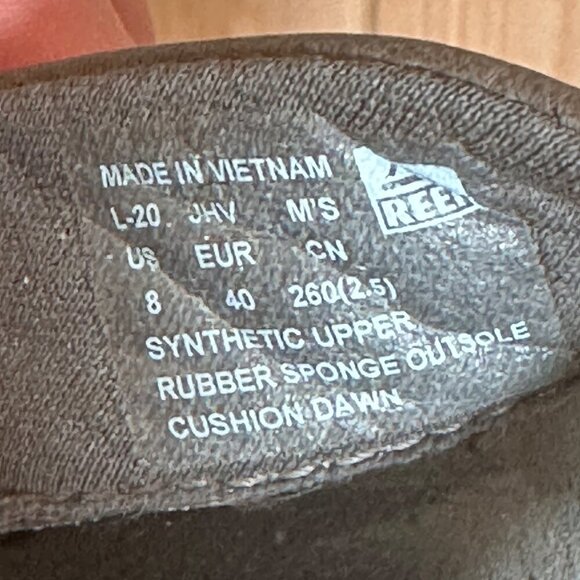 MADE IN VIETNAM
REEF
L-20 JHV M'S
US EUR CN
8 40 260(2.5)
SYNTHETIC UPPER
RUBBER SPONGE OUTSOLE
CUSHION DAWN